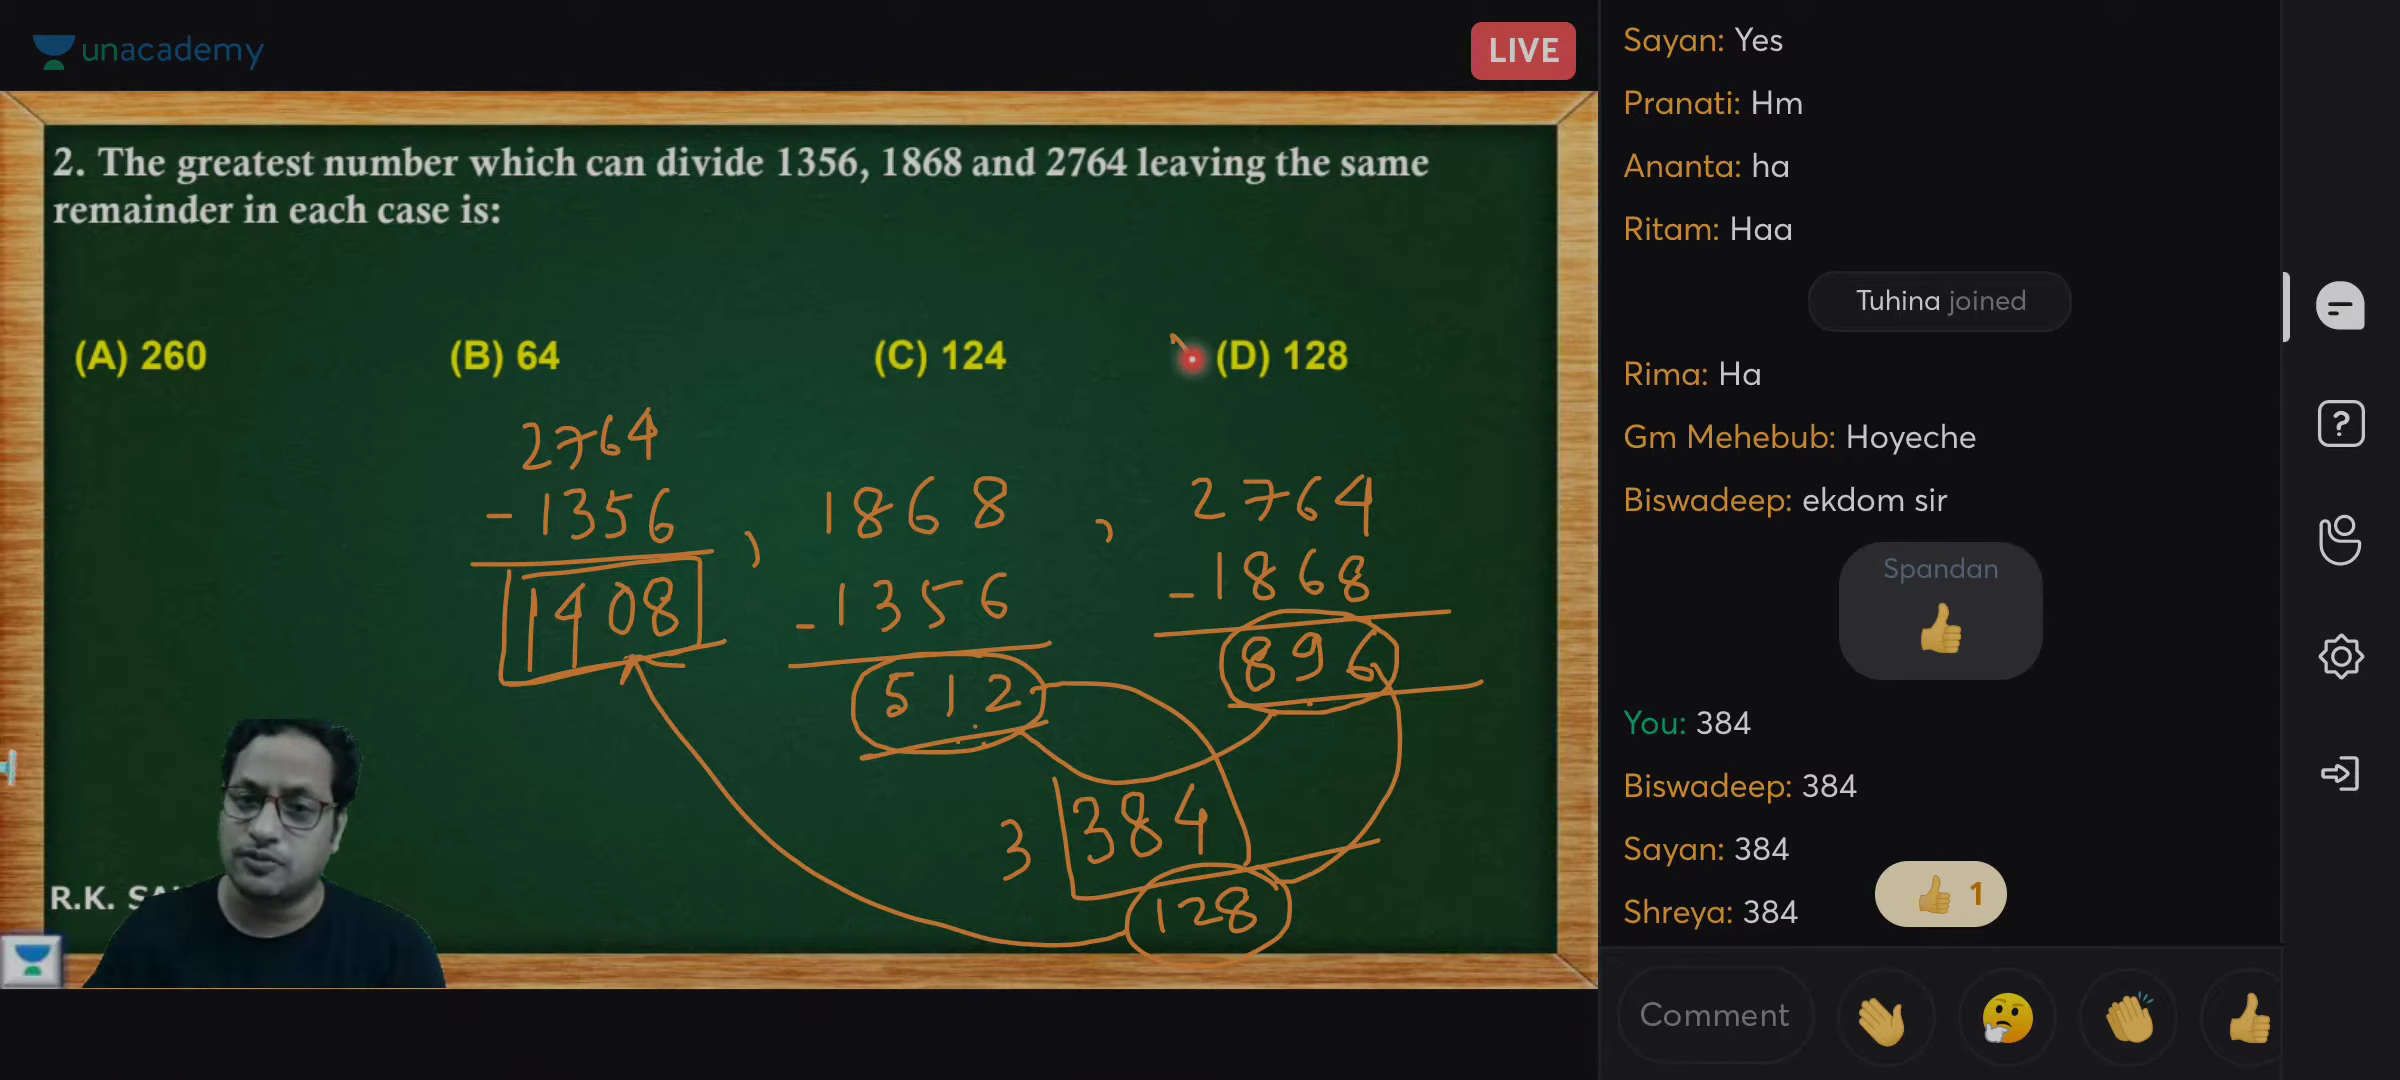 unacademy
LIVE
2. The greatest number which can divide 1356, 1868 and 2764 leaving the same
remainder in each case is:
(A) 260
(B) 64
(C) 124
(D) 128
2764
- 1356
1408
,
1868
- 1356
512
,
2764
- 1868
896
3
384
128
R.K.
Sayan: Yes
Pranati: Hm
Ananta: ha
Ritam: Haa
Tuhina joined
Rima: Ha
Gm Mehebub: Hoyeche
Biswadeep: ekdom sir
Spandan
You: 384
Biswadeep: 384
Sayan: 384
Shreya: 384
1
Comment